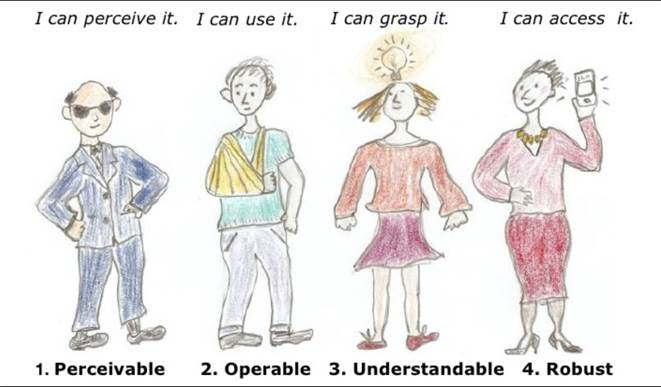 I can perceive it. I can use it. I can grasp it. I can access it.
1. Perceivable 2. Operable 3. Understandable 4. Robust